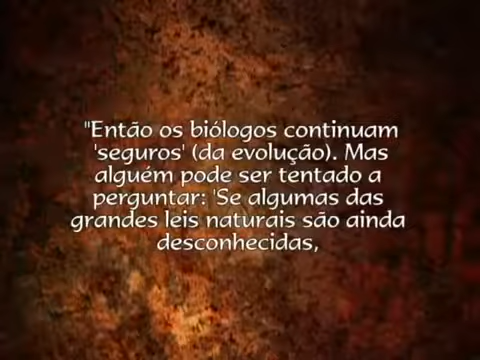 "Então os biólogos continuam
'seguros' (da evolução). Mas
alguém pode ser tentado a
perguntar: 'Se algumas das
grandes leis naturais são ainda
desconhecidas,